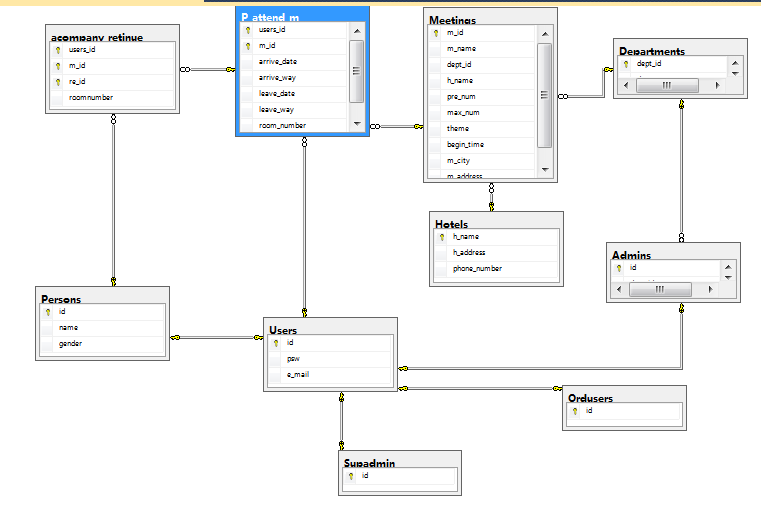 acompany_retinue
users_id
m_id
re_id
roomnumber
P_attend_m
users_id
m_id
arrive_date
arrive_way
leave_date
leave_way
room_number
Meetings
m_id
m_name
dept_id
h_name
pre_num
max_num
theme
begin_time
m_city
m_address
Departments
dept_id
Hotels
h_name
h_address
phone_number
Admins
id
Persons
id
name
gender
Users
id
psw
e_mail
Ordusers
id
Supadmin
id